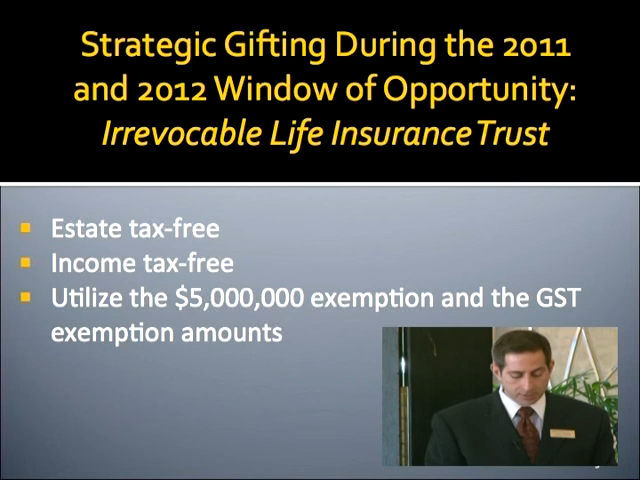 Strategic Gifting During the 2011
and 2012 Window of Opportunity:
Irrevocable Life Insurance Trust
Estate tax-free
Income tax-free
Utilize the $5,000,000 exemption and the GST
exemption amounts